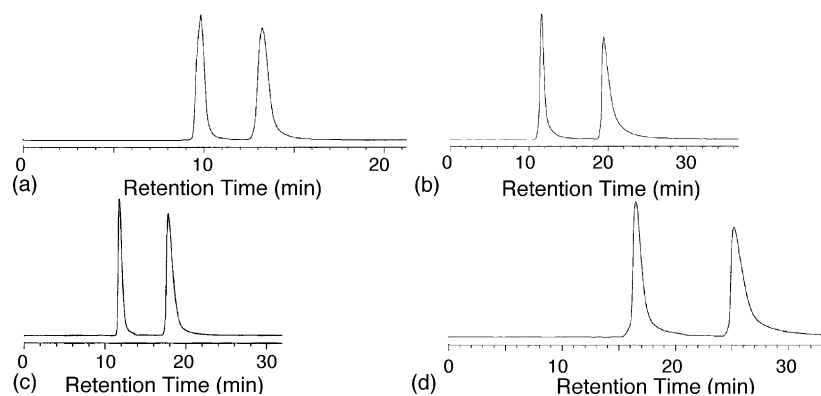 0 10 20
(a) Retention Time (min)
0 10 20 30
(b) Retention Time (min)
0 10 20 30
(c) Retention Time (min)
0 10 20 30
(d) Retention Time (min)